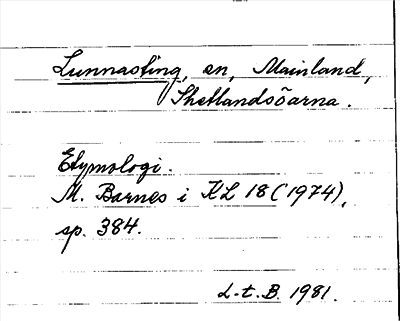 Lunnasting, en, Mainland,
Shetlandsöarna.
Etymologi.
M. Barnes i KL 18 (1974),
sp. 384.
L-t. B. 1981.